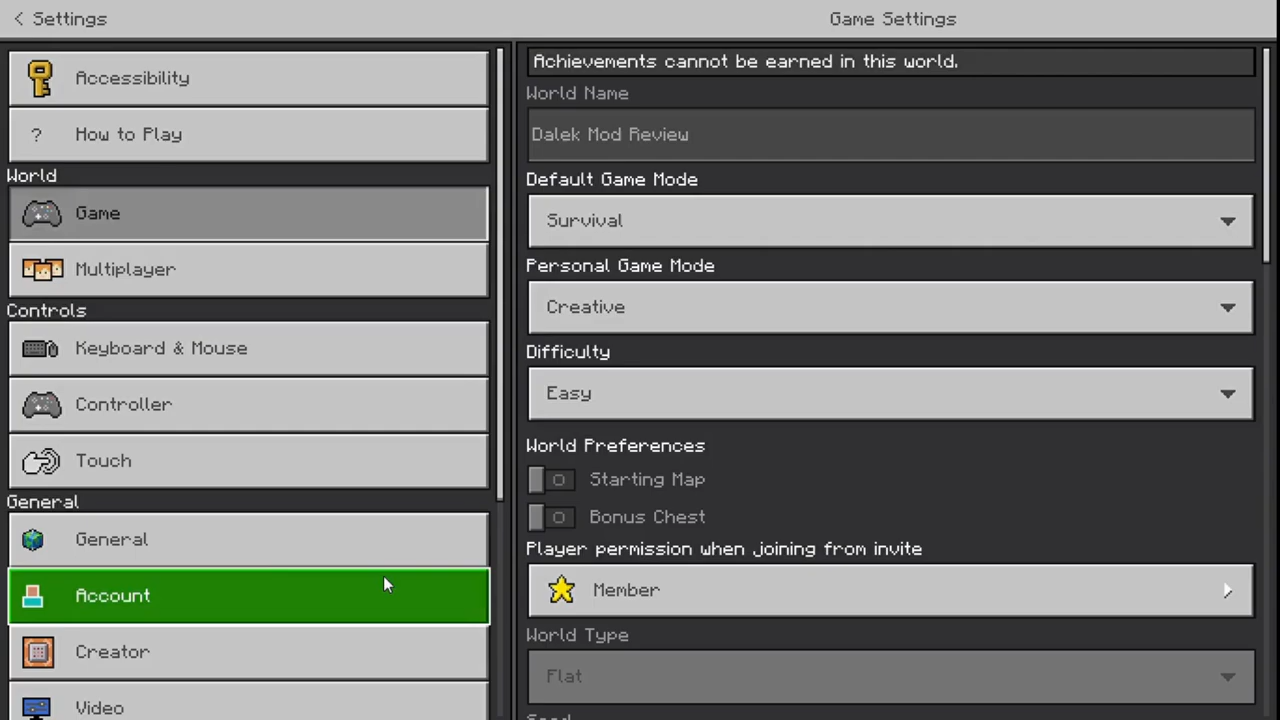 Settings
Game Settings
Accessibility
? How to Play
World
Game
Multiplayer
Controls
Keyboard & Mouse
Controller
Touch
General
General
Account
Creator
Video
Achievements cannot be earned in this world.
World Name
Dalek Mod Review
Default Game Mode
Survival
Personal Game Mode
Creative
Difficulty
Easy
World Preferences
Starting Map
Bonus Chest
Player permission when joining from invite
Member
World Type
Flat